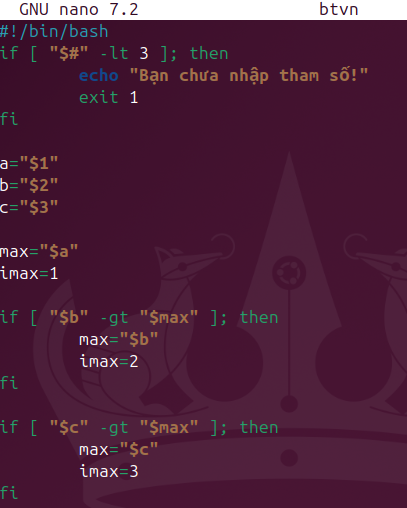 GNU nano 7.2 btvn
#!/bin/bash
if [ "$#" -lt 3 ]; then
echo "Bạn chưa nhập tham số!"
exit 1
fi
a="$1"
b="$2"
c="$3"
max="$a"
imax=1
if [ "$b" -gt "$max" ]; then
max="$b"
imax=2
fi
if [ "$c" -gt "$max" ]; then
max="$c"
imax=3
fi